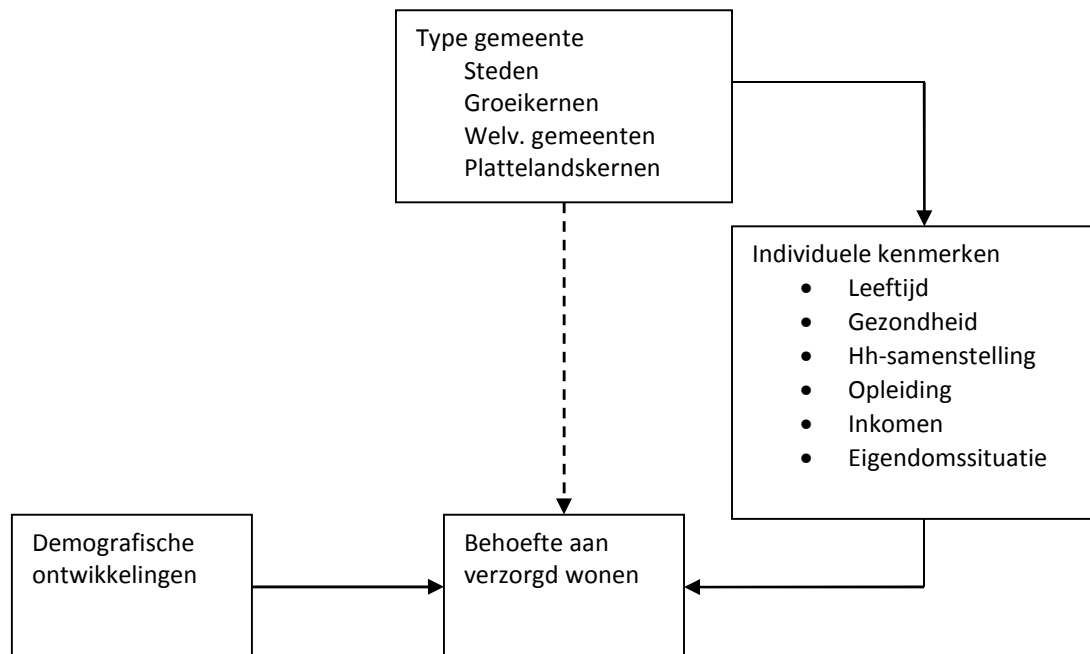 Type gemeente
Steden
Groeikernen
Welv. gemeenten
Plattelandskernen
Individuele kenmerken
• Leeftijd
• Gezondheid
• Hh-samenstelling
• Opleiding
• Inkomen
• Eigendomssituatie
Demografische
ontwikkelingen
Behoefte aan
verzorgd wonen